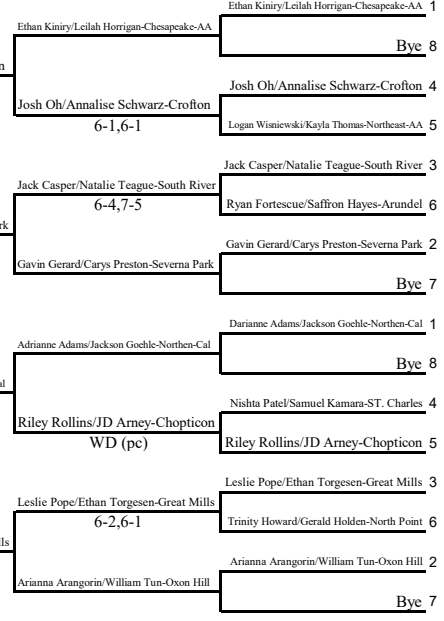 Ethan Kiniry/Leilah Horrigan-Chesapeake-AA 1
Ethan Kiniry/Leilah Horrigan-Chesapeake-AA
Bye 8
n
Josh Oh/Annalise Schwarz-Crofton 4
Josh Oh/Annalise Schwarz-Crofton
6-1,6-1
Logan Wisniewski/Kayla Thomas-Northeast-AA 5
Jack Casper/Natalie Teague-South River 3
Jack Casper/Natalie Teague-South River
6-4,7-5
Ryan Fortescue/Saffron Hayes-Arundel 6
rk
Gavin Gerard/Carys Preston-Severna Park 2
Gavin Gerard/Carys Preston-Severna Park
Bye 7
Darianne Adams/Jackson Goehle-Northen-Cal 1
Adrianne Adams/Jackson Goehle-Northen-Cal
Bye 8
al
Nishta Patel/Samuel Kamara-ST. Charles 4
Riley Rollins/JD Arney-Chopticon
WD (pc)
Riley Rollins/JD Arney-Chopticon 5
Leslie Pope/Ethan Torgesen-Great Mills 3
Leslie Pope/Ethan Torgesen-Great Mills
6-2,6-1
Trinity Howard/Gerald Holden-North Point 6
lls
Arianna Arangorin/William Tun-Oxon Hill 2
Arianna Arangorin/William Tun-Oxon Hill
Bye 7